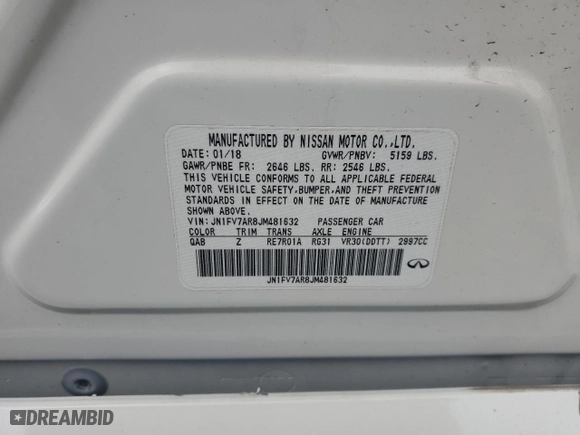 MANUFACTURED BY NISSAN MOTOR CO.,LTD.
DATE: 01/18 GVWR/PNBV: 5159 LBS.
GAWR/PNBE FR: 2646 LBS. RR: 2546 LBS.
THIS VEHICLE CONFORMS TO ALL APPLICABLE FEDERAL
MOTOR VEHICLE SAFETY,BUMPER,AND THEFT PREVENTION
STANDARDS IN EFFECT ON THE DATE OF MANUFACTURE
SHOWN ABOVE.
VIN: JN1FV7AR8JM481632 PASSENGER CAR
COLOR TRIM TRANS AXLE ENGINE
QAB Z RE7R01A RG31 VR30(DDTT) 2997CC
JN1FV7AR8JM481632
DREAMBID